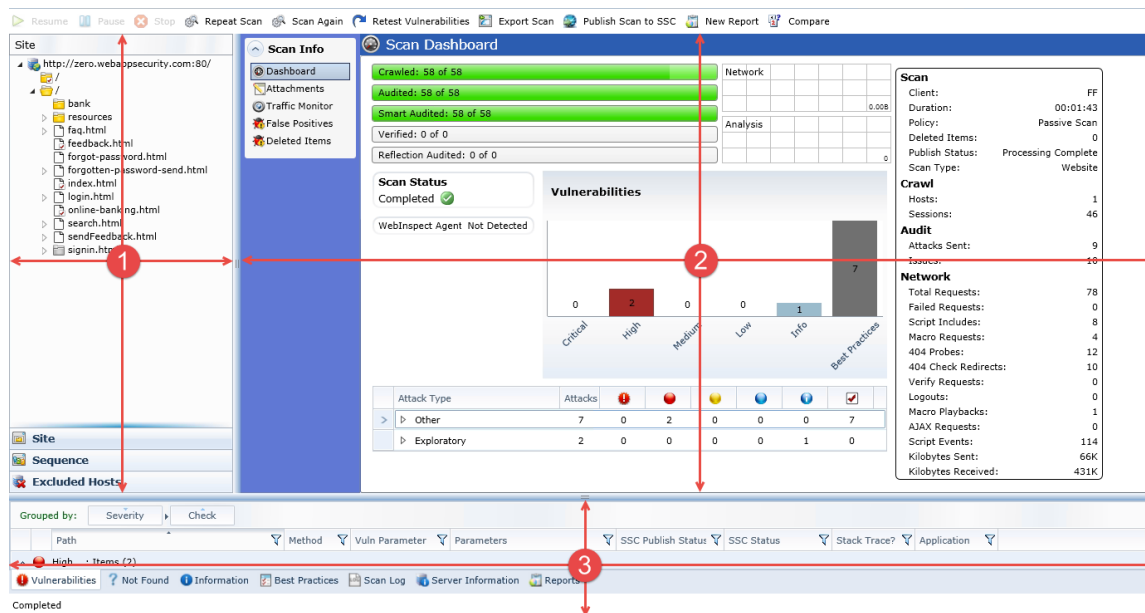 Resume Pause Stop Repeat Scan Scan Again Retest Vulnerabilities Export Scan Publish Scan to SSC New Report Compare
Site
http://zero.webappsecurity.com:80/
/
/
bank
resources
faq.html
feedback.html
forgot-password.html
forgotten-password-send.html
index.html
login.html
online-banking.html
search.html
sendFeedback.html
signin.html
1
Site
Sequence
Excluded Hosts
Scan Info
Dashboard
Attachments
Traffic Monitor
False Positives
Deleted Items
Scan Dashboard
Crawled: 58 of 58
Audited: 58 of 58
Smart Audited: 58 of 58
Verified: 0 of 0
Reflection Audited: 0 of 0
Network
0.00B
Analysis
0
Scan Status
Completed
WebInspect Agent Not Detected
Vulnerabilities
2
0 2 0 0 1 7
Critical High Medium Low Info Best Practices
Attack Type Attacks
> Other 7 0 2 0 0 0 7
Exploratory 2 0 0 0 0 1 0
Scan
Client: FF
Duration: 00:01:43
Policy: Passive Scan
Deleted Items: 0
Publish Status: Processing Complete
Scan Type: Website
Crawl
Hosts: 1
Sessions: 46
Audit
Attacks Sent: 9
Issues: 10
Network
Total Requests: 78
Failed Requests: 0
Script Includes: 8
Macro Requests: 4
404 Probes: 12
404 Check Redirects: 10
Verify Requests: 0
Logouts: 0
Macro Playbacks: 1
AJAX Requests: 0
Script Events: 114
Kilobytes Sent: 66K
Kilobytes Received: 431K
Grouped by: Severity Check
Path Method Vuln Parameter Parameters SSC Publish Status SSC Status Stack Trace? Application
High : Items (2)
3
Vulnerabilities Not Found Information Best Practices Scan Log Server Information Reports
Completed